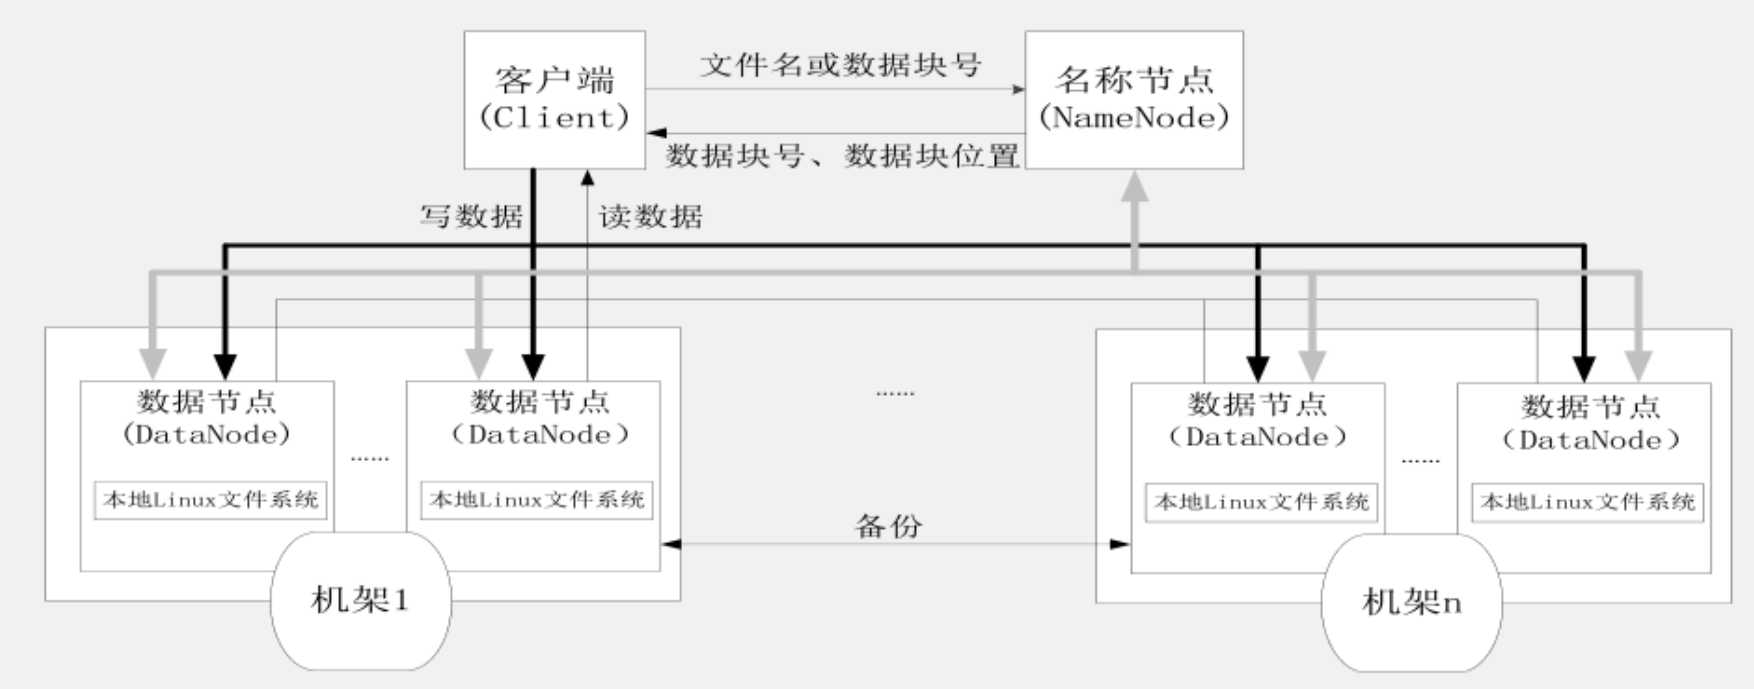 客户端
(Client)
文件名或数据块号
名称节点
(NameNode)
数据块号、数据块位置
写数据
读数据
数据节点
(DataNode)
……
数据节点
（DataNode）
本地Linux文件系统
本地Linux文件系统
机架1
……
备份
数据节点
（DataNode）
……
数据节点
（DataNode）
本地Linux文件系统
本地Linux文件系统
机架n